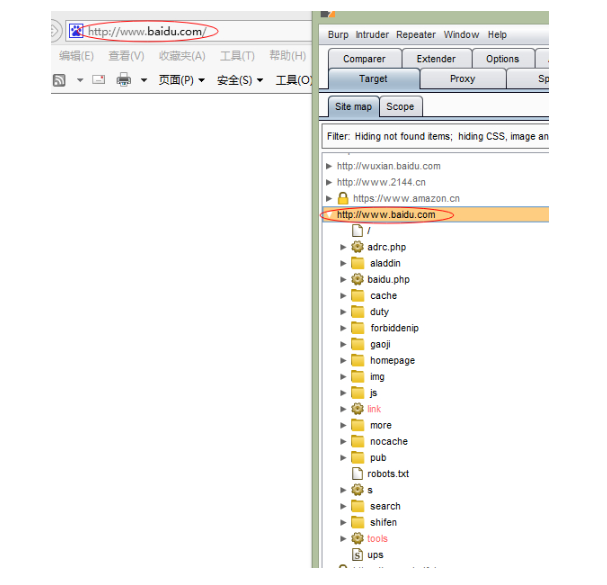 http://www.baidu.com/
编辑(E) 查看(V) 收藏夹(A) 工具(T) 帮助(H)
页面(P) 安全(S) 工具(O)
Burp Intruder Repeater Window Help
Comparer Extender Options
Target Proxy Sp
Site map Scope
Filter: Hiding not found items; hiding CSS, image an
http://wuxian.baidu.com
http://www.2144.cn
https://www.amazon.cn
http://www.baidu.com
/
adrc.php
aladdin
baidu.php
cache
duty
forbiddenip
gaoji
homepage
img
js
link
more
nocache
pub
robots.txt
s
search
shifen
tools
ups